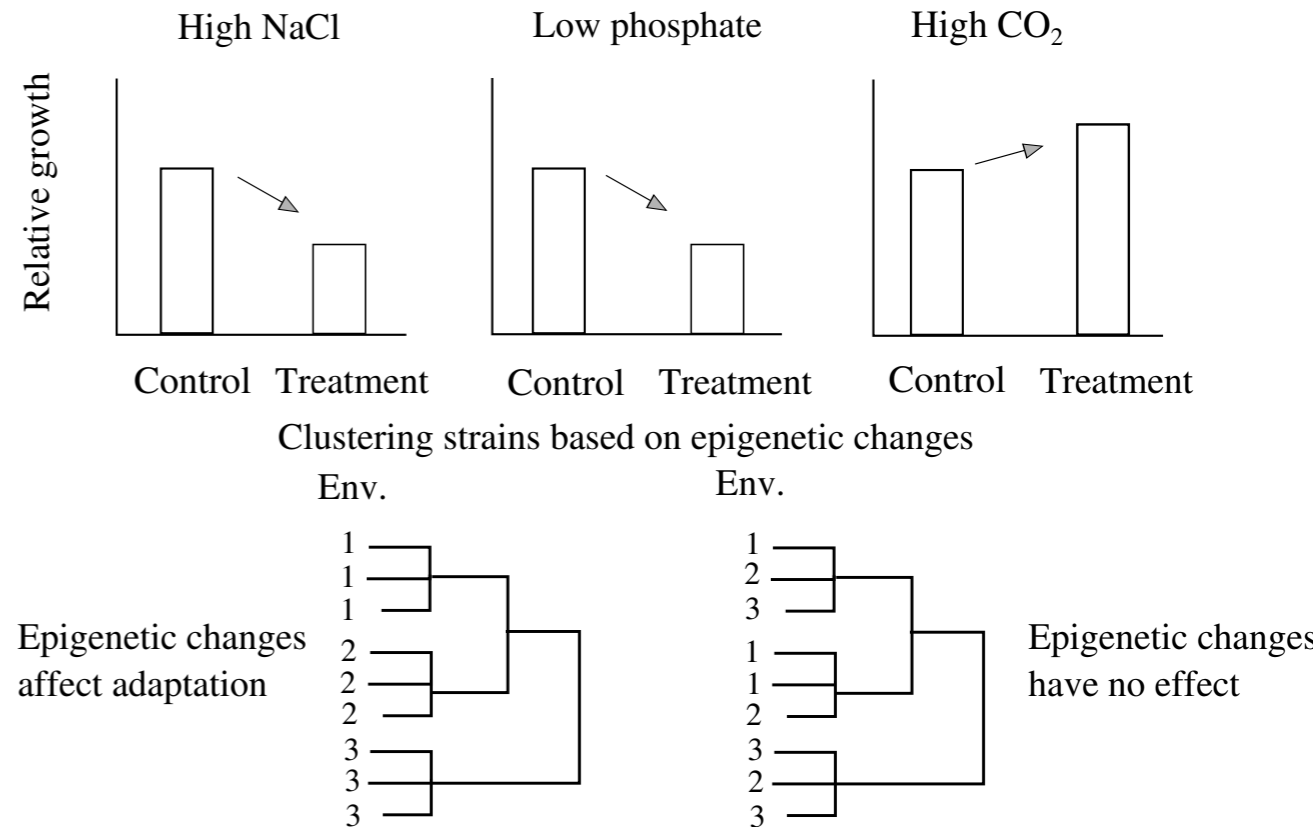 High NaCl
Low phosphate
High CO₂
Relative growth
Control Treatment
Control Treatment
Control Treatment
Clustering strains based on epigenetic changes
Env.
1
1
1
2
2
2
3
3
3
Epigenetic changes
affect adaptation
Env.
1
2
3
1
1
2
3
2
3
Epigenetic changes
have no effect